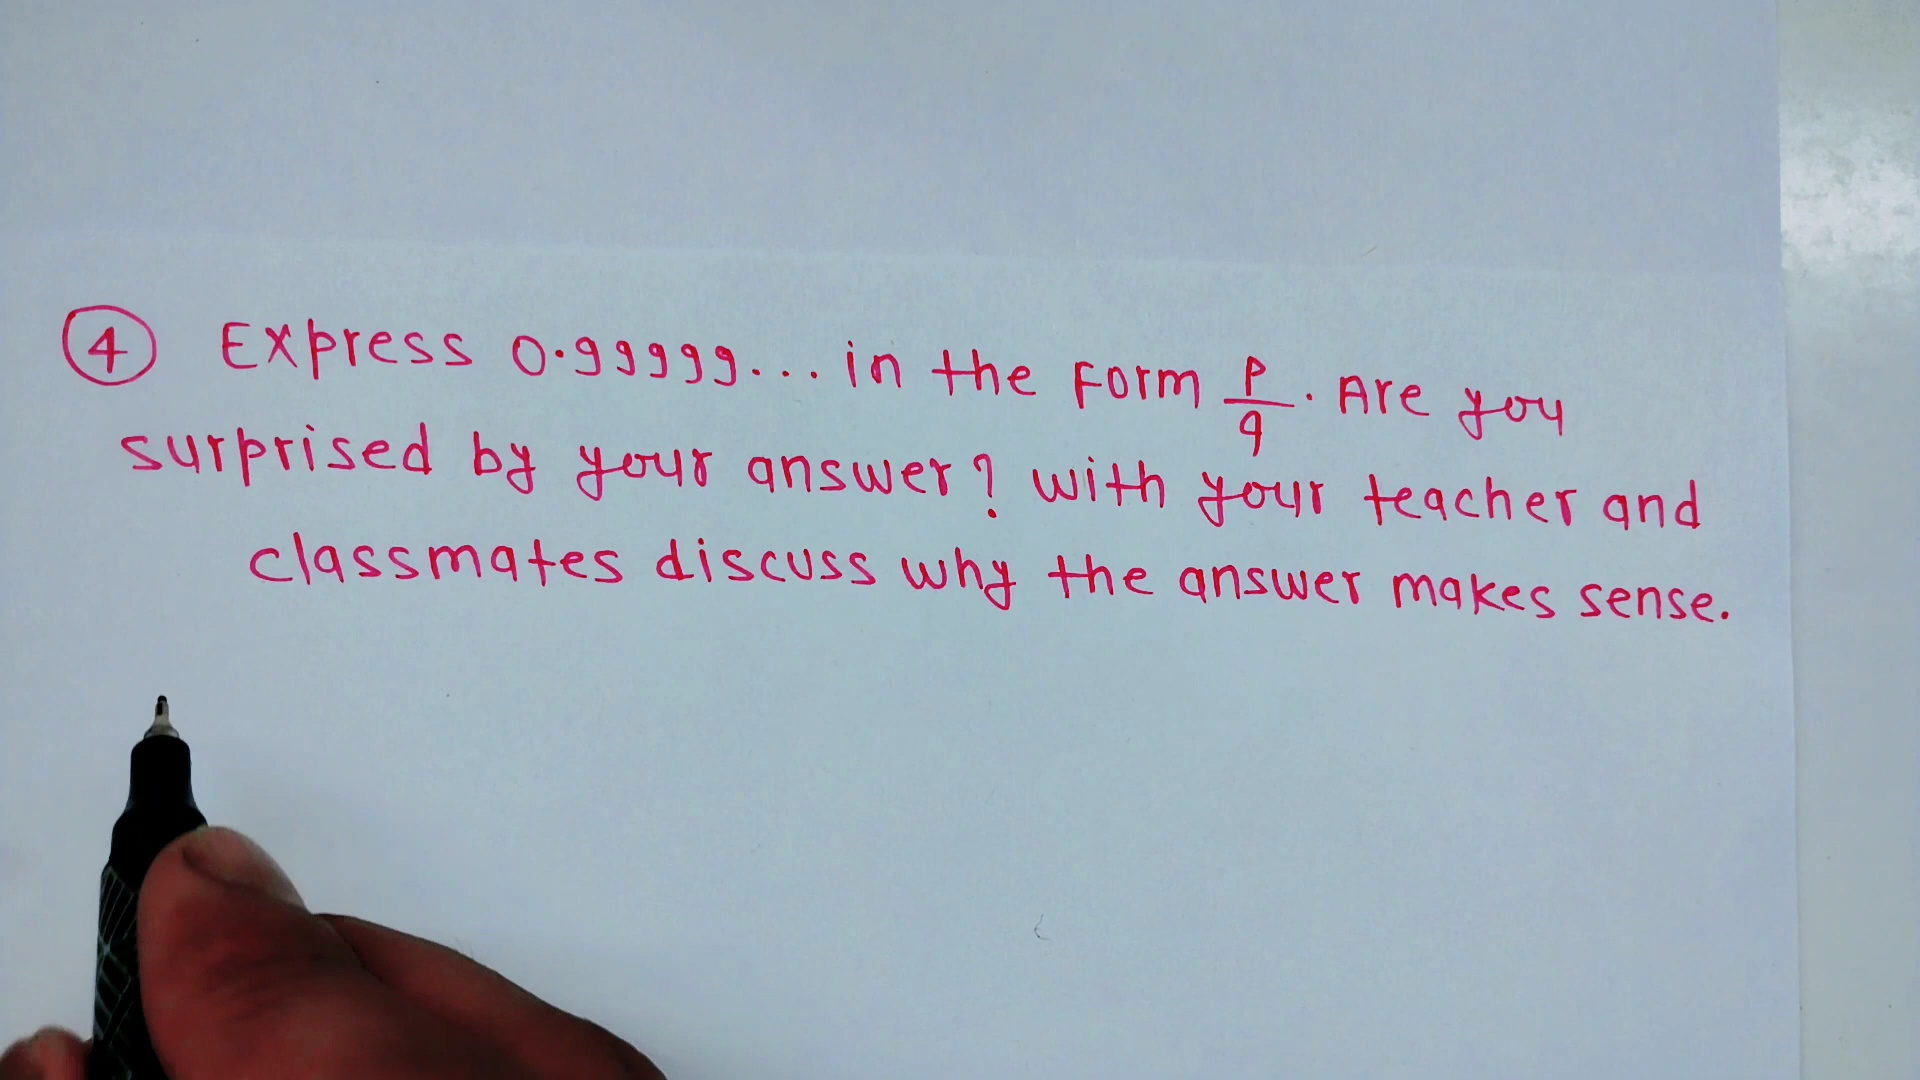 4 Express 0.99999... in the form p/q. Are you
surprised by your answer? with your teacher and
classmates discuss why the answer makes sense.